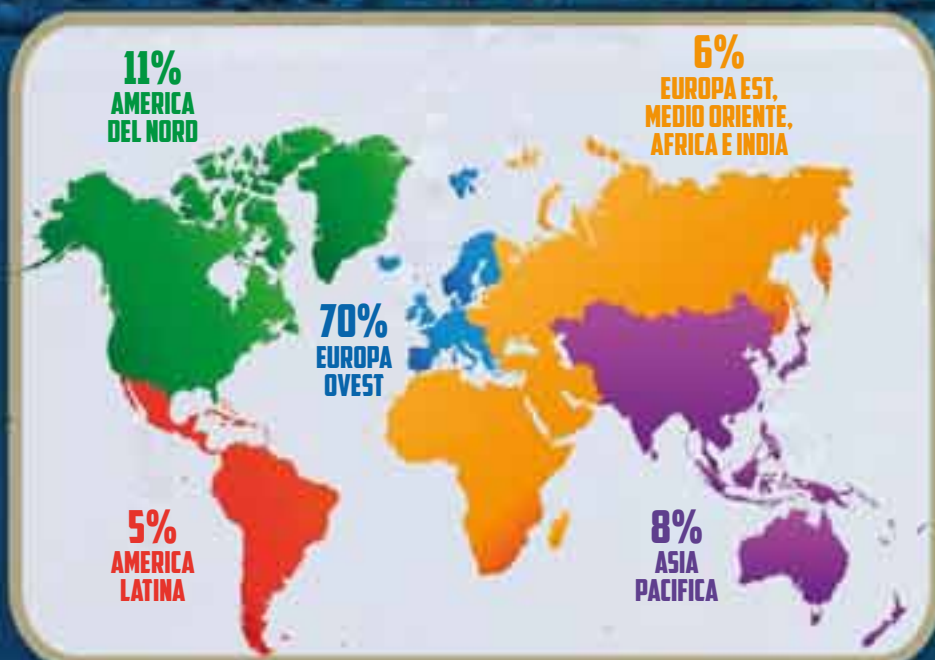 11%
AMERICA
DEL NORD
6%
EUROPA EST,
MEDIO ORIENTE,
AFRICA E INDIA
70%
EUROPA
OVEST
5%
AMERICA
LATINA
8%
ASIA
PACIFICA